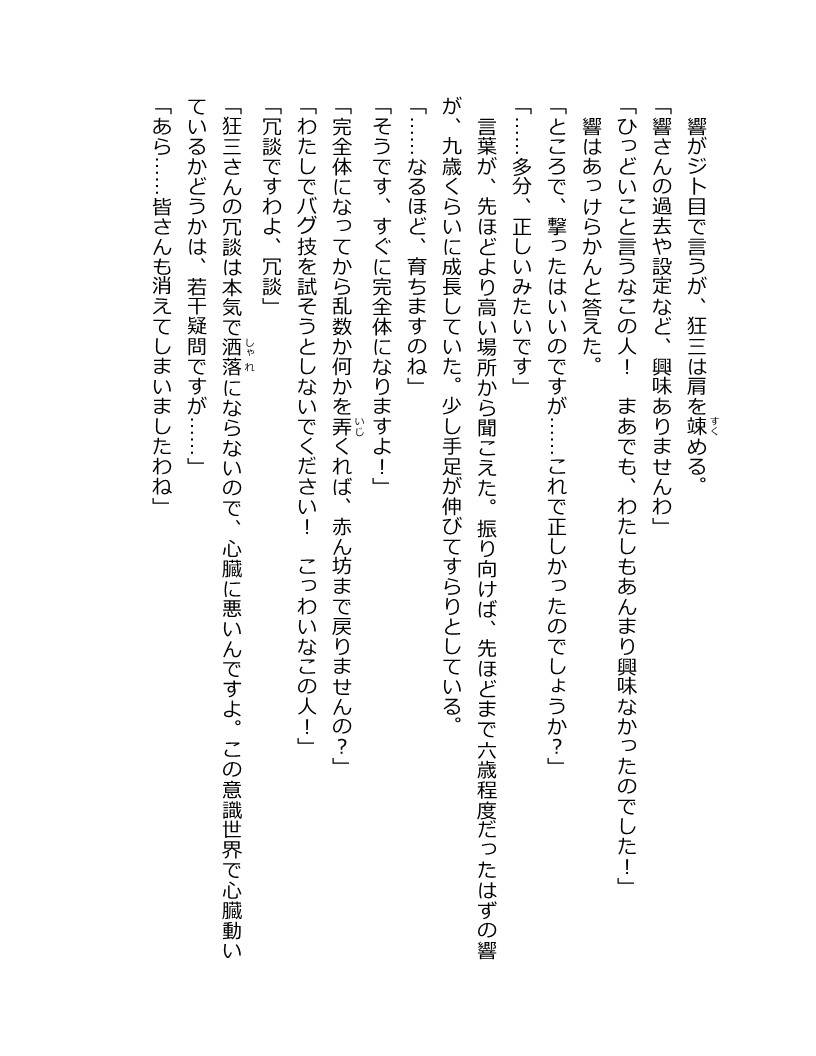 響がジト目で言うが、狂三は肩を竦める。
「響さんの過去や設定など、興味ありませんわ」
「ひっどいこと言うなこの人！　まあでも、わたしもあんまり興味なかったのでした！」
　響はあっけらかんと答えた。
「ところで、撃ったはいいのですが……これで正しかったのでしょうか？」
「……多分、正しいみたいです」
　言葉が、先ほどより高い場所から聞こえた。振り向けば、先ほどまで六歳程度だったはずの響
が、九歳くらいに成長していた。少し手足が伸びてすらりとしている。
「……なるほど、育ちますのね」
「そうです、すぐに完全体になりますよ！」
「完全体になってから乱数か何かを弄くれば、赤ん坊まで戻りませんの？」
「わたしでバグ技を試そうとしないでください！　こっわいなこの人！」
「冗談ですわよ、冗談」
「狂三さんの冗談は本気で洒落にならないので、心臓に悪いんですよ。この意識世界で心臓動い
ているかどうかは、若干疑問ですが……」
「あら……皆さんも消えてしまいましたわね」